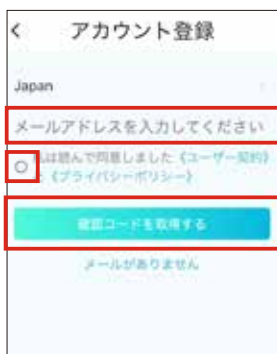 アカウント登録
Japan
メールアドレスを入力してください
私は読んで同意しました《ユーザー契約》
と《プライバシーポリシー》
確認コードを取得する
メールがありません